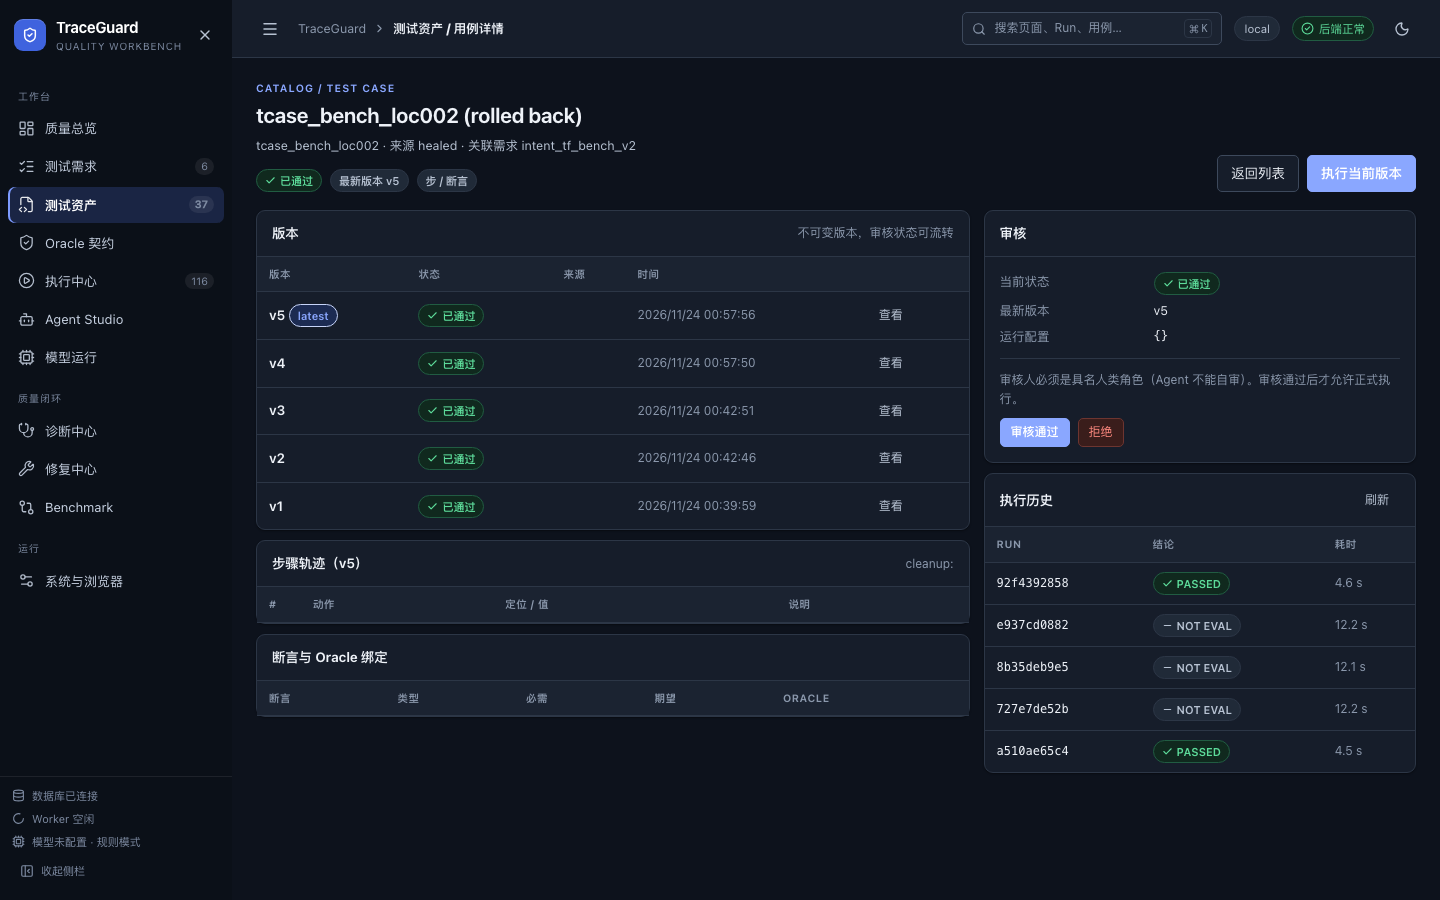 TraceGuard
QUALITY WORKBENCH
工作台
质量总览
测试需求 6
测试资产 37
Oracle 契约
执行中心 116
Agent Studio
模型运行
质量闭环
诊断中心
修复中心
Benchmark
运行
系统与浏览器
数据库已连接
Worker 空闲
模型未配置 · 规则模式
收起侧栏
TraceGuard > 测试资产 / 用例详情
搜索页面、Run、用例... ⌘ K
local
后端正常
CATALOG / TEST CASE
tcase_bench_loc002 (rolled back)
tcase_bench_loc002 · 来源 healed · 关联需求 intent_tf_bench_v2
已通过 最新版本 v5 步 / 断言
返回列表 执行当前版本
版本 不可变版本，审核状态可流转
版本 状态 来源 时间
v5 latest 已通过 2026/11/24 00:57:56 查看
v4 已通过 2026/11/24 00:57:50 查看
v3 已通过 2026/11/24 00:42:51 查看
v2 已通过 2026/11/24 00:42:46 查看
v1 已通过 2026/11/24 00:39:59 查看
步骤轨迹（v5） cleanup:
# 动作 定位 / 值 说明
断言与 Oracle 绑定
断言 类型 必需 期望 ORACLE
审核
当前状态 已通过
最新版本 v5
运行配置 {}
审核人必须是具名人类角色（Agent 不能自审）。审核通过后才允许正式执
行。
审核通过 拒绝
执行历史 刷新
RUN 结论 耗时
92f4392858 PASSED 4.6 s
e937cd0882 NOT EVAL 12.2 s
8b35deb9e5 NOT EVAL 12.1 s
727e7de52b NOT EVAL 12.2 s
a510ae65c4 PASSED 4.5 s